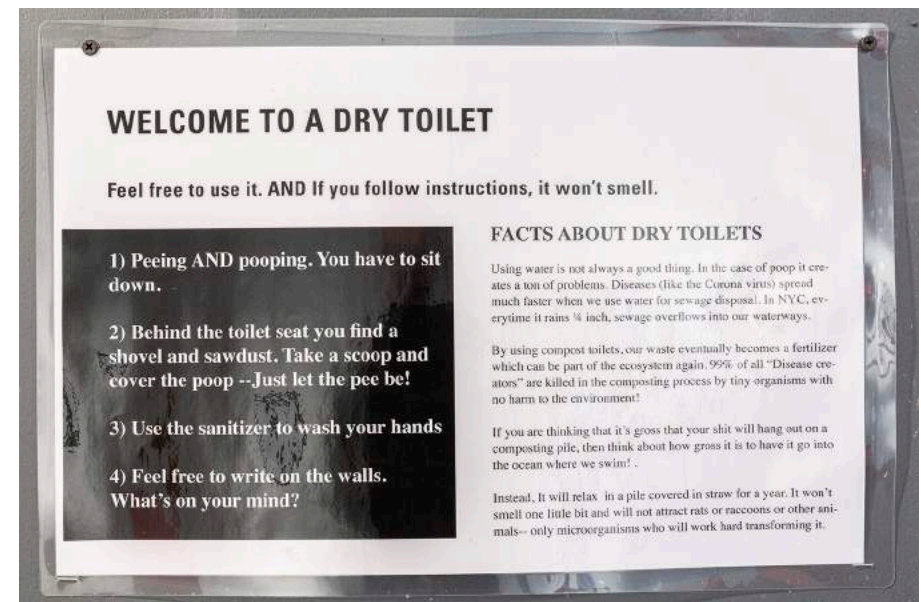 WELCOME TO A DRY TOILET
Feel free to use it. AND If you follow instructions, it won't smell.
1) Peeing AND pooping. You have to sit
down.
2) Behind the toilet seat you find a
shovel and sawdust. Take a scoop and
cover the poop --Just let the pee be!
3) Use the sanitizer to wash your hands
4) Feel free to write on the walls.
What's on your mind?
FACTS ABOUT DRY TOILETS
Using water is not always a good thing. In the case of poop it cre-
ates a ton of problems. Diseases (like the Corona virus) spread
much faster when we use water for sewage disposal. In NYC, ev-
erytime it rains ¼ inch, sewage overflows into our waterways.
By using compost toilets, our waste eventually becomes a fertilizer
which can be part of the ecosystem again. 99% of all "Disease cre-
ators" are killed in the composting process by tiny organisms with
no harm to the environment!
If you are thinking that it's gross that your shit will hang out on a
composting pile, then think about how gross it is to have it go into
the ocean where we swim! .
Instead, It will relax in a pile covered in straw for a year. It won't
smell one little bit and will not attract rats or raccoons or other ani-
mals-- only microorganisms who will work hard transforming it.